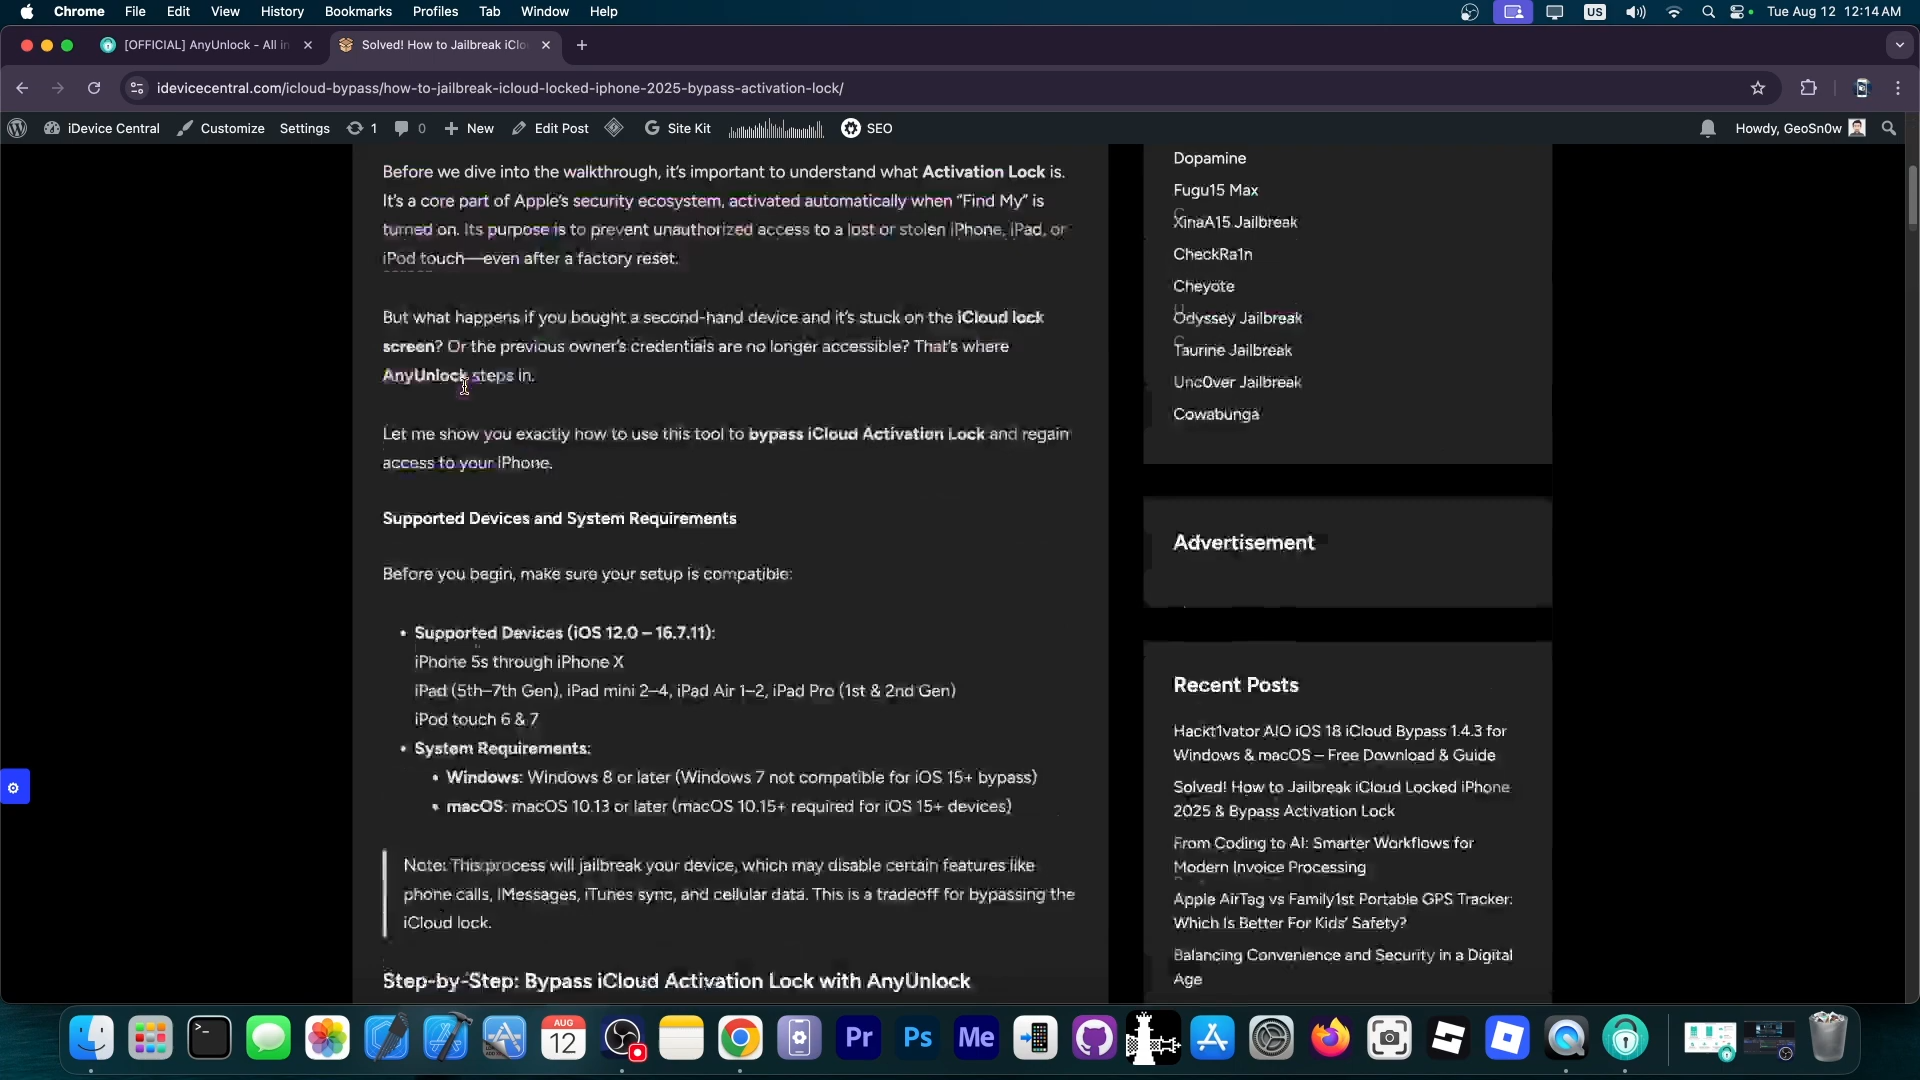 Chrome File Edit View History Bookmarks Profiles Tab Window Help US Tue Aug 12 12:14 AM
[OFFICIAL] AnyUnlock - All in
Solved! How to Jailbreak iClo
idevicecentral.com/icloud-bypass/how-to-jailbreak-icloud-locked-iphone-2025-bypass-activation-lock/
iDevice Central Customize Settings 1 0 New Edit Post Site Kit SEO Howdy, GeoSn0w
Before we dive into the walkthrough, it's important to understand what Activation Lock is.
It's a core part of Apple's security ecosystem, activated automatically when “Find My” is
turned on. Its purpose is to prevent unauthorized access to a lost or stolen iPhone, iPad, or
iPod touch—even after a factory reset.
But what happens if you bought a second-hand device and it's stuck on the iCloud lock
screen? Or the previous owner's credentials are no longer accessible? That's where
AnyUnlock steps in.
Let me show you exactly how to use this tool to bypass iCloud Activation Lock and regain
access to your iPhone.
Supported Devices and System Requirements
Before you begin, make sure your setup is compatible:
• Supported Devices (iOS 12.0 – 16.7.11):
iPhone 5s through iPhone X
iPad (5th–7th Gen), iPad mini 2–4, iPad Air 1–2, iPad Pro (1st & 2nd Gen)
iPod touch 6 & 7
• System Requirements:
• Windows: Windows 8 or later (Windows 7 not compatible for iOS 15+ bypass)
• macOS: macOS 10.13 or later (macOS 10.15+ required for iOS 15+ devices)
Note: This process will jailbreak your device, which may disable certain features like
phone calls, iMessages, iTunes sync, and cellular data. This is a tradeoff for bypassing the
iCloud lock.
Step-by-Step: Bypass iCloud Activation Lock with AnyUnlock
Dopamine
Fugu15 Max
XinaA15 Jailbreak
CheckRa1n
Cheyote
Odyssey Jailbreak
Taurine Jailbreak
Unc0ver Jailbreak
Cowabunga
Advertisement
Recent Posts
Hackt1vator AIO iOS 18 iCloud Bypass 1.4.3 for
Windows & macOS – Free Download & Guide
Solved! How to Jailbreak iCloud Locked iPhone
2025 & Bypass Activation Lock
From Coding to AI: Smarter Workflows for
Modern Invoice Processing
Apple AirTag vs Family1st Portable GPS Tracker:
Which Is Better For Kids' Safety?
Balancing Convenience and Security in a Digital
Age
AUG
12
Pr
Ps
Me